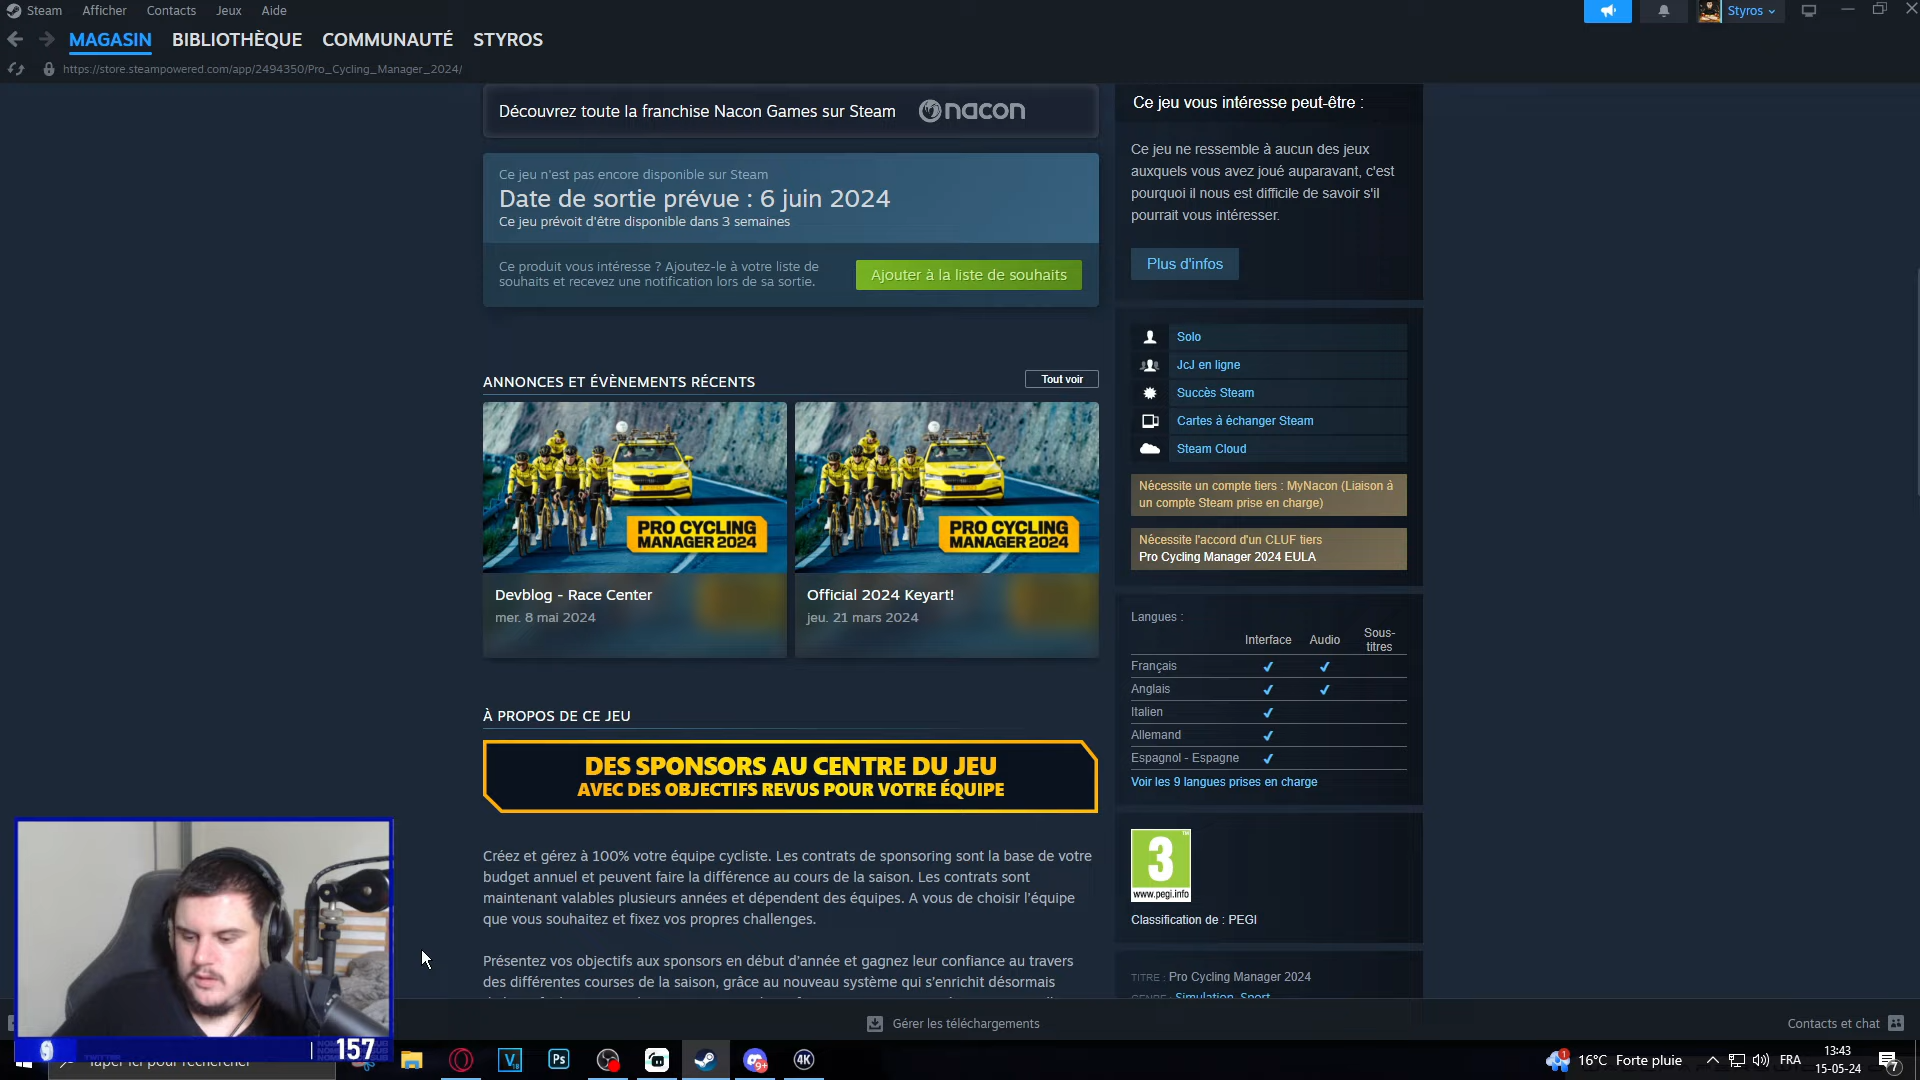 Steam
Afficher
Contacts
Jeux
Aide
Styros
MAGASIN
BIBLIOTHÈQUE
COMMUNAUTÉ
STYROS
https://store.steampowered.com/app/2494350/Pro_Cycling_Manager_2024/
Découvrez toute la franchise Nacon Games sur Steam
nacon
Ce jeu n'est pas encore disponible sur Steam
Date de sortie prévue : 6 juin 2024
Ce jeu prévoit d'être disponible dans 3 semaines
Ce produit vous intéresse ? Ajoutez-le à votre liste de
souhaits et recevez une notification lors de sa sortie.
Ajouter à la liste de souhaits
ANNONCES ET ÉVÈNEMENTS RÉCENTS
Tout voir
PRO CYCLING
MANAGER 2024
Devblog - Race Center
mer. 8 mai 2024
PRO CYCLING
MANAGER 2024
Official 2024 Keyart!
jeu. 21 mars 2024
À PROPOS DE CE JEU
DES SPONSORS AU CENTRE DU JEU
AVEC DES OBJECTIFS REVUS POUR VOTRE ÉQUIPE
Créez et gérez à 100% votre équipe cycliste. Les contrats de sponsoring sont la base de votre
budget annuel et peuvent faire la différence au cours de la saison. Les contrats sont
maintenant valables plusieurs années et dépendent des équipes. A vous de choisir l'équipe
que vous souhaitez et fixez vos propres challenges.
Présentez vos objectifs aux sponsors en début d'année et gagnez leur confiance au travers
des différentes courses de la saison, grâce au nouveau système qui s'enrichit désormais
Ce jeu vous intéresse peut-être :
Ce jeu ne ressemble à aucun des jeux
auxquels vous avez joué auparavant, c'est
pourquoi il nous est difficile de savoir s'il
pourrait vous intéresser.
Plus d'infos
Solo
JcJ en ligne
Succès Steam
Cartes à échanger Steam
Steam Cloud
Nécessite un compte tiers : MyNacon (Liaison à
un compte Steam prise en charge)
Nécessite l'accord d'un CLUF tiers
Pro Cycling Manager 2024 EULA
Langues :
Interface Audio Sous-
titres
Français
Anglais
Italien
Allemand
Espagnol - Espagne
Voir les 9 langues prises en charge
3
www.pegi.info
Classification de : PEGI
TITRE : Pro Cycling Manager 2024
GENRE : Simulation, Sport
Gérer les téléchargements
Contacts et chat
157
Taper ici pour rechercher
V
Ps
9+
4K
1
16°C Forte pluie
FRA
13:43
15-05-24
7